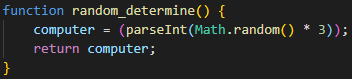 function random_determine() {
    computer = (parseInt(Math.random() * 3));
    return computer;
}